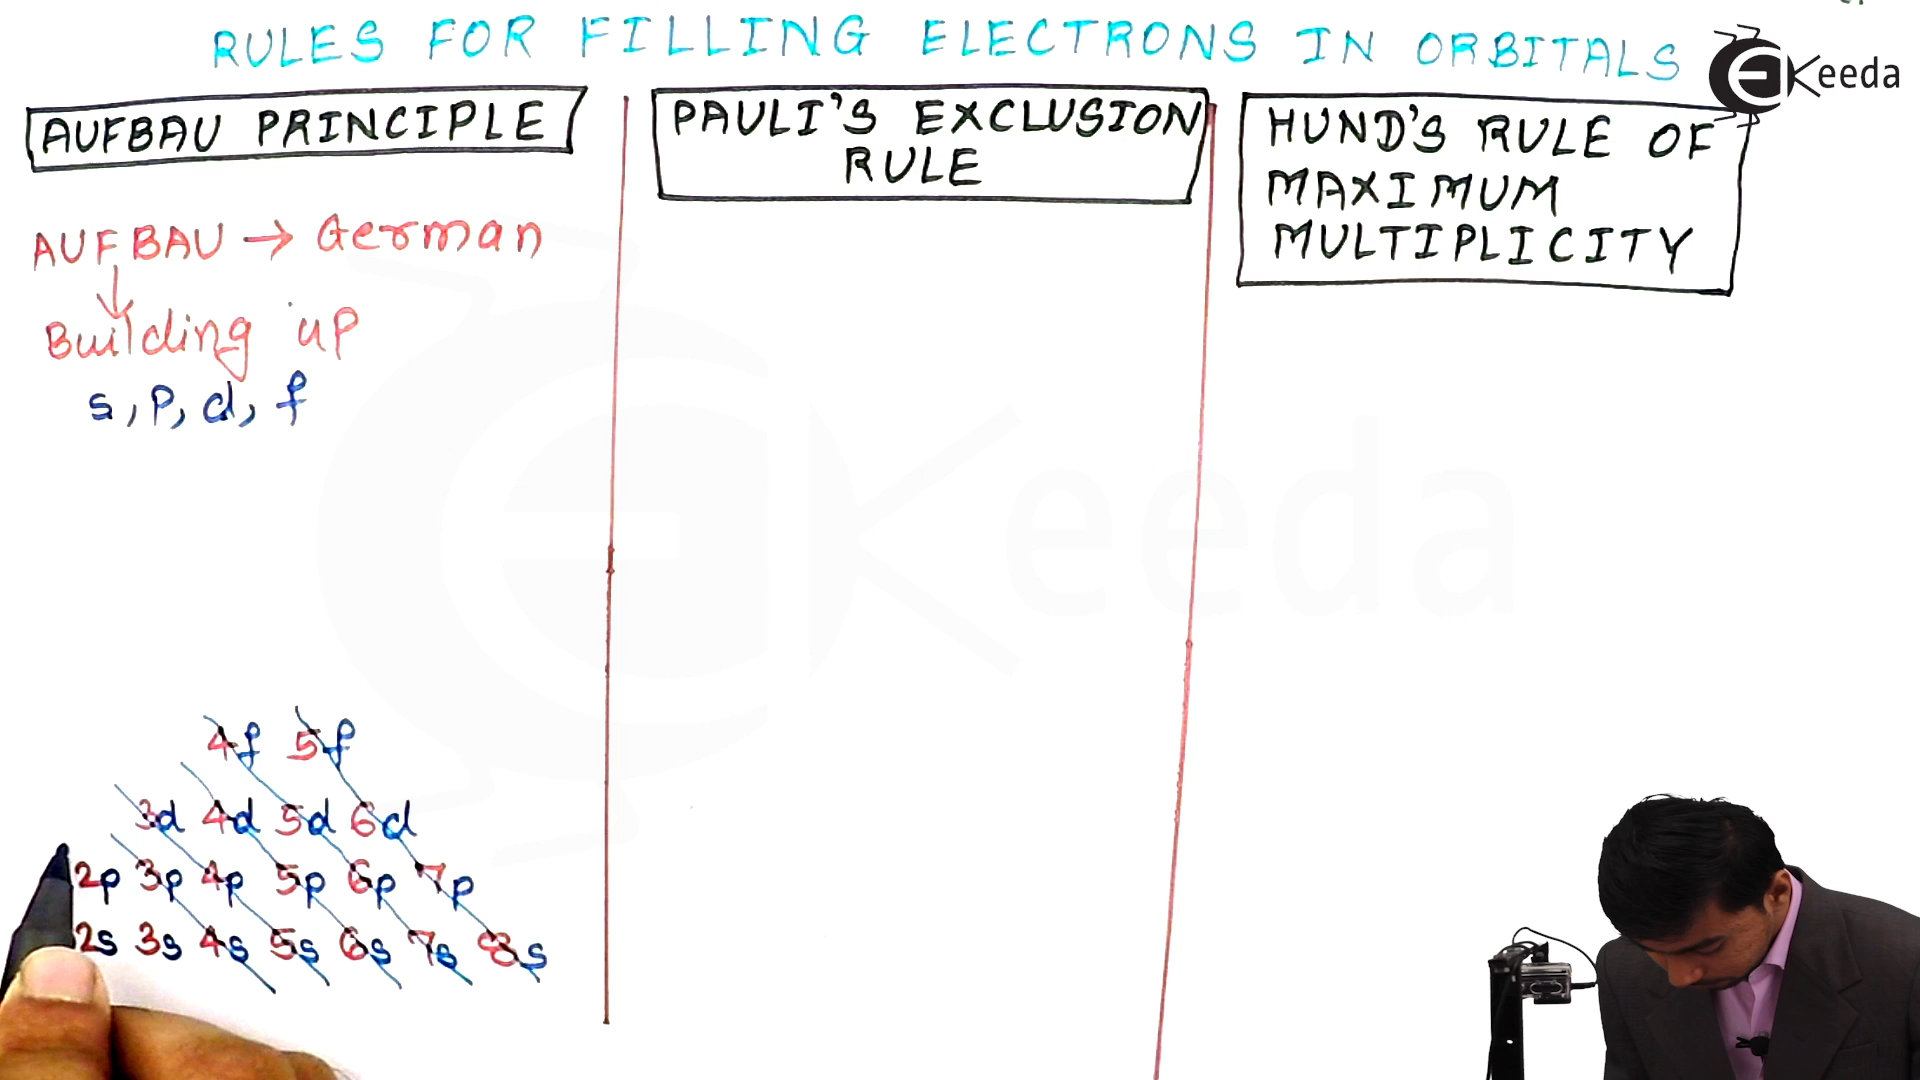 RULES FOR FILLING ELECTRONS IN ORBITALS
Keeda
AUFBAU PRINCIPLE
AUFBAU → German
Building up
s, p, d, f
4f 5f
3d 4d 5d 6d
2p 3p 4p 5p 6p 7p
2s 3s 4s 5s 6s 7s 8s
PAULI'S EXCLUSION
RULE
HUND'S RULE OF
MAXIMUM
MULTIPLICITY
Keeda